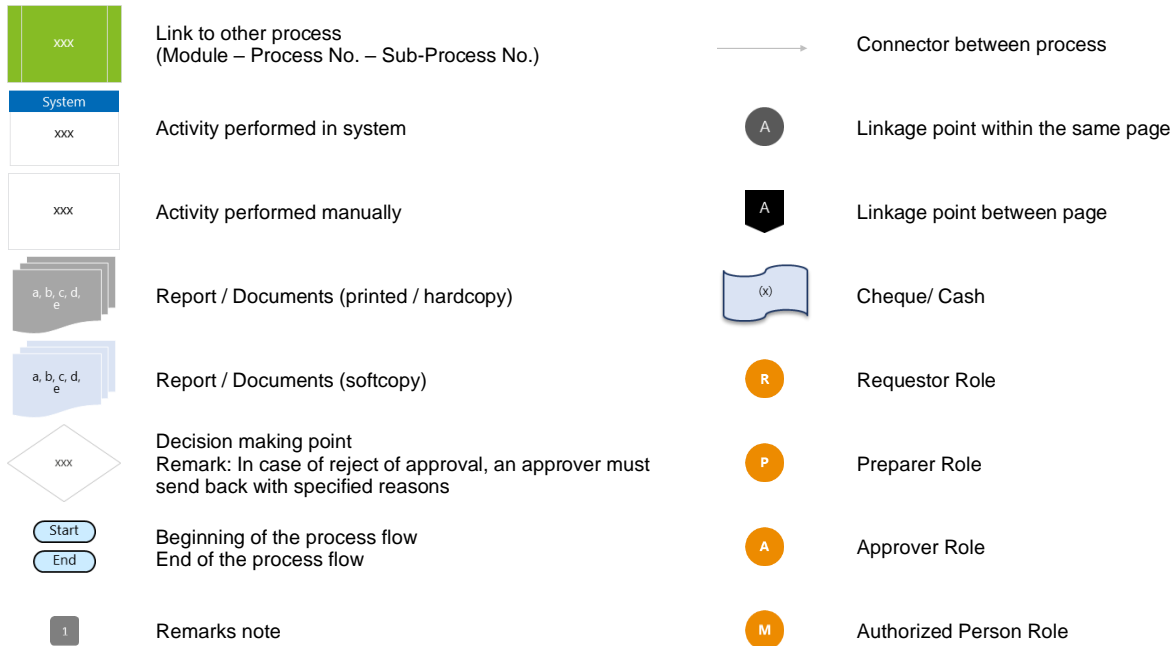 xxx
Link to other process
(Module – Process No. – Sub-Process No.)
Connector between process
System
xxx
Activity performed in system
A
Linkage point within the same page
xxx
Activity performed manually
A
Linkage point between page
a, b, c, d,
e
Report / Documents (printed / hardcopy)
(x)
Cheque/ Cash
a, b, c, d,
e
Report / Documents (softcopy)
R
Requestor Role
xxx
Decision making point
Remark: In case of reject of approval, an approver must
send back with specified reasons
P
Preparer Role
Start
Beginning of the process flow
End
End of the process flow
A
Approver Role
1
Remarks note
M
Authorized Person Role